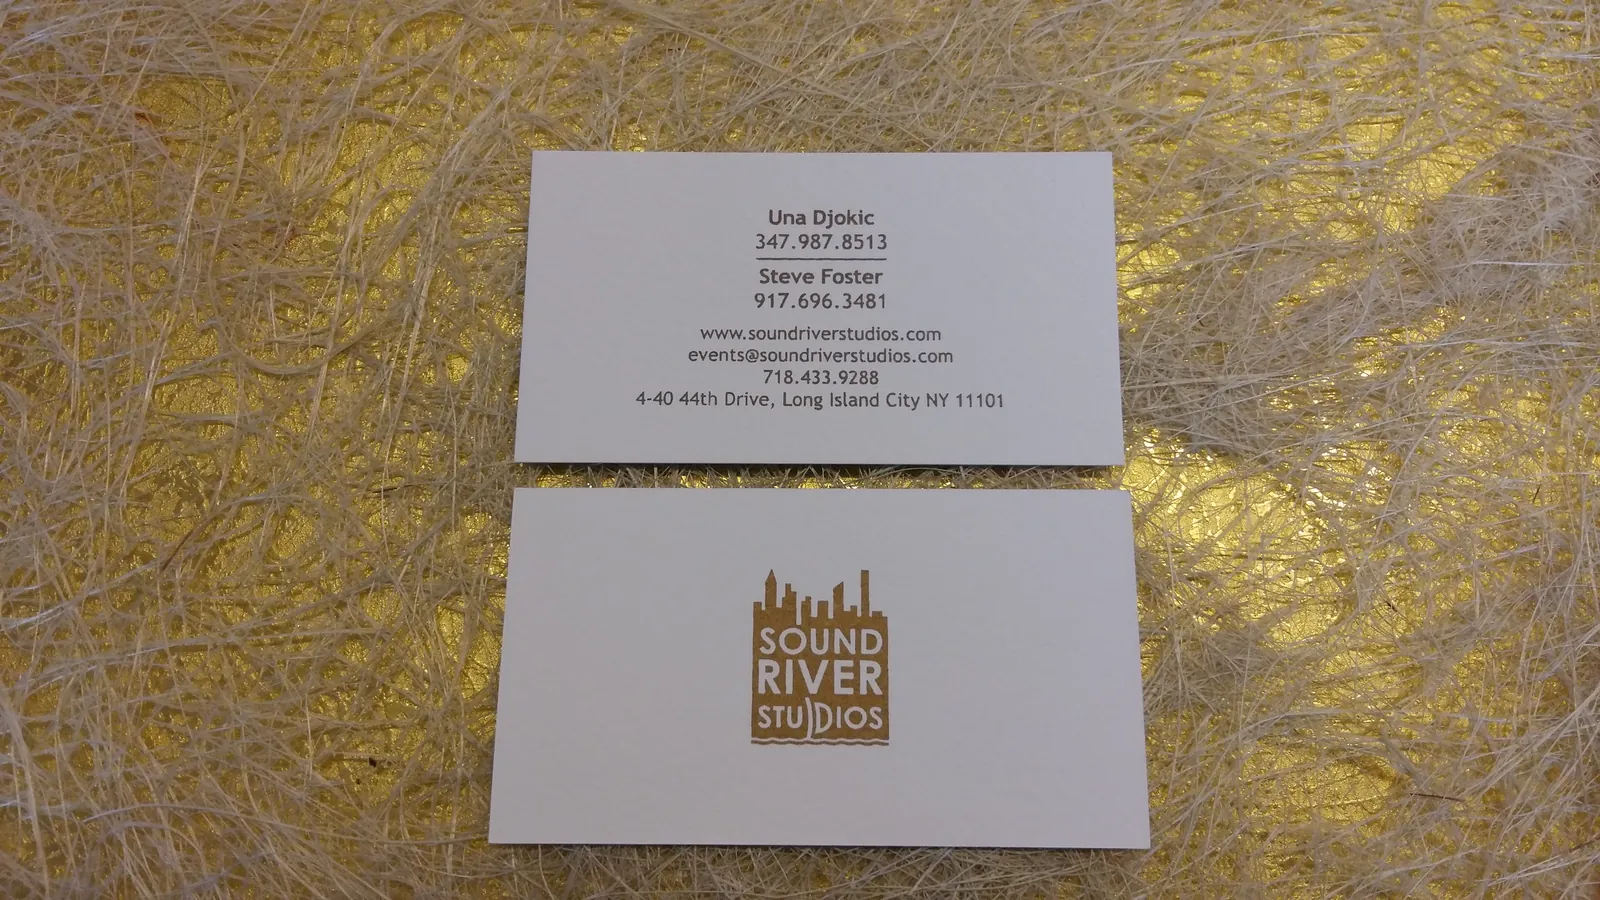 Una Djokic
347.987.8513
Steve Foster
917.696.3481
www.soundriverstudios.com
events@soundriverstudios.com
718.433.9288
4-40 44th Drive, Long Island City NY 11101
SOUND
RIVER
STUDIOS